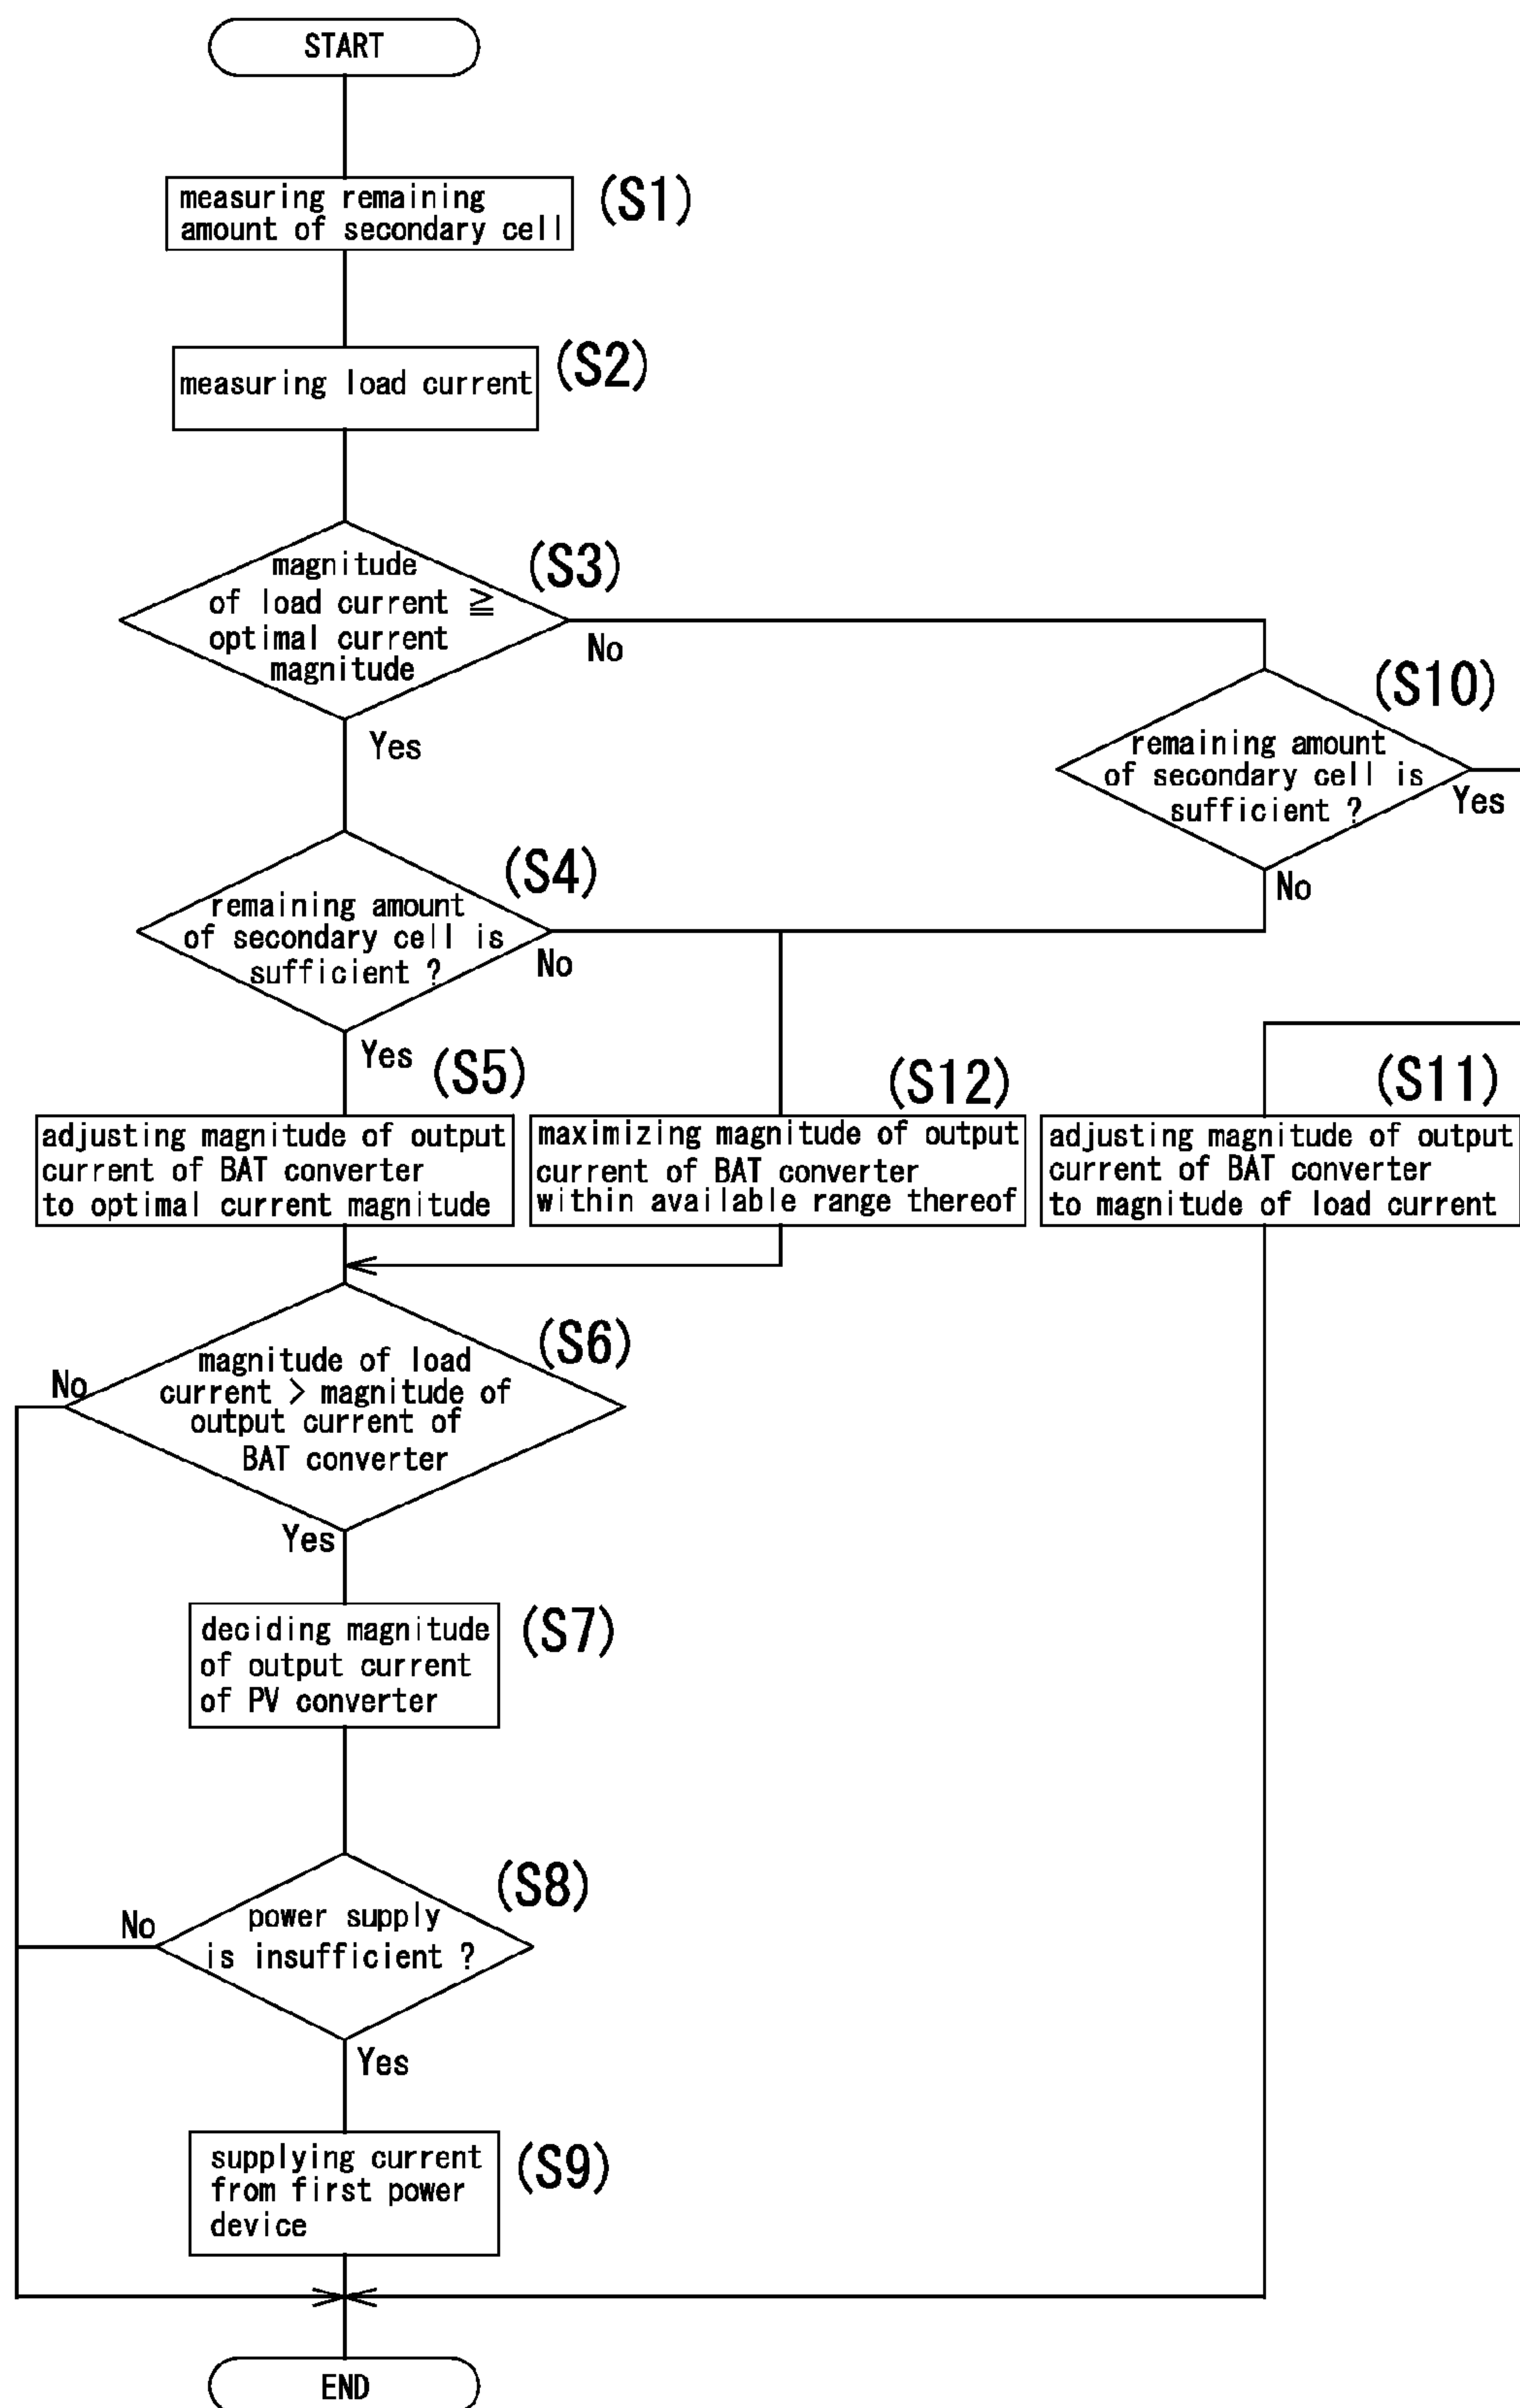 START
measuring remaining
amount of secondary cell
(S1)
measuring load current
(S2)
magnitude
of load current ≧
optimal current
magnitude
(S3)
No
Yes
remaining amount
of secondary cell is
sufficient ?
(S10)
Yes
No
remaining amount
of secondary cell is
sufficient ?
(S4)
No
Yes
(S5)
adjusting magnitude of output
current of BAT converter
to optimal current magnitude
(S12)
maximizing magnitude of output
current of BAT converter
within available range thereof
(S11)
adjusting magnitude of output
current of BAT converter
to magnitude of load current
magnitude of load
current > magnitude of
output current of
BAT converter
(S6)
No
Yes
deciding magnitude
of output current
of PV converter
(S7)
power supply
is insufficient ?
(S8)
No
Yes
supplying current
from first power
device
(S9)
END